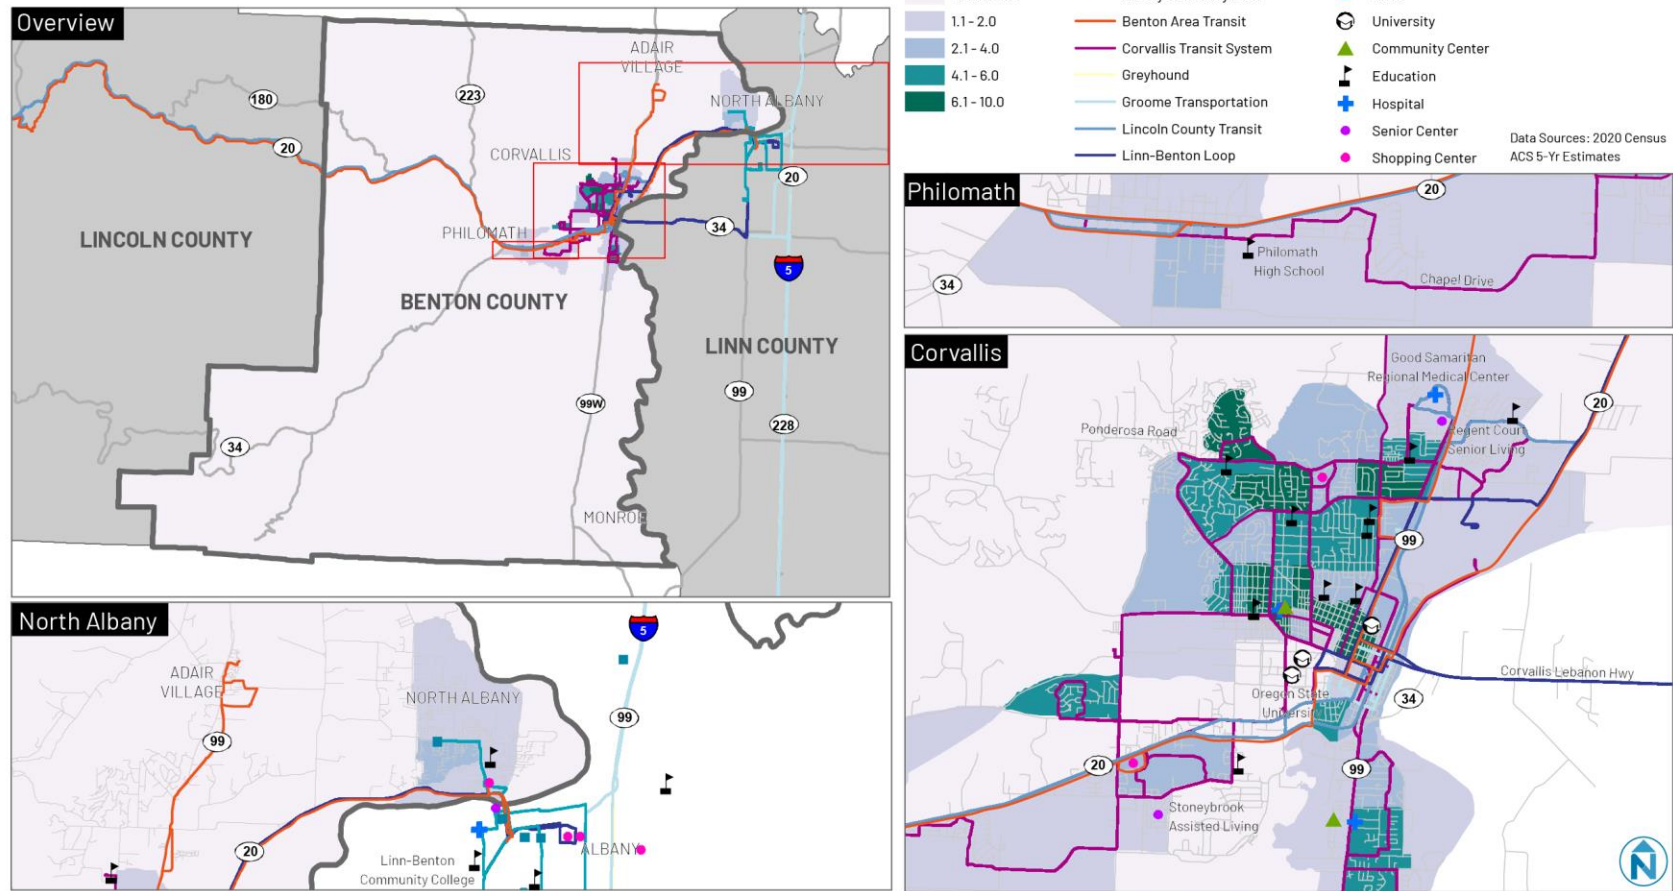 Overview
ADAIR
VILLAGE
180
223
NORTH ALBANY
20
CORVALLIS
20
LINCOLN COUNTY
PHILOMATH
34
5
BENTON COUNTY
LINN COUNTY
99
99W
228
34
MONROE
1.1 - 2.0
2.1 - 4.0
4.1 - 6.0
6.1 - 10.0
Benton Area Transit
Corvallis Transit System
Greyhound
Groome Transportation
Lincoln County Transit
Linn-Benton Loop
University
Community Center
Education
Hospital
Senior Center
Shopping Center
Data Sources: 2020 Census
ACS 5-Yr Estimates
Philomath
20
Philomath
High School
34
Chapel Drive
North Albany
5
ADAIR
VILLAGE
NORTH ALBANY
99
99
20
ALBANY
Linn-Benton
Community College
Corvallis
Good Samaritan
Regional Medical Center
20
Ponderosa Road
Regent Court
Senior Living
99
Corvallis Lebanon Hwy
Oregon State
University
34
20
99
Stoneybrook
Assisted Living
N